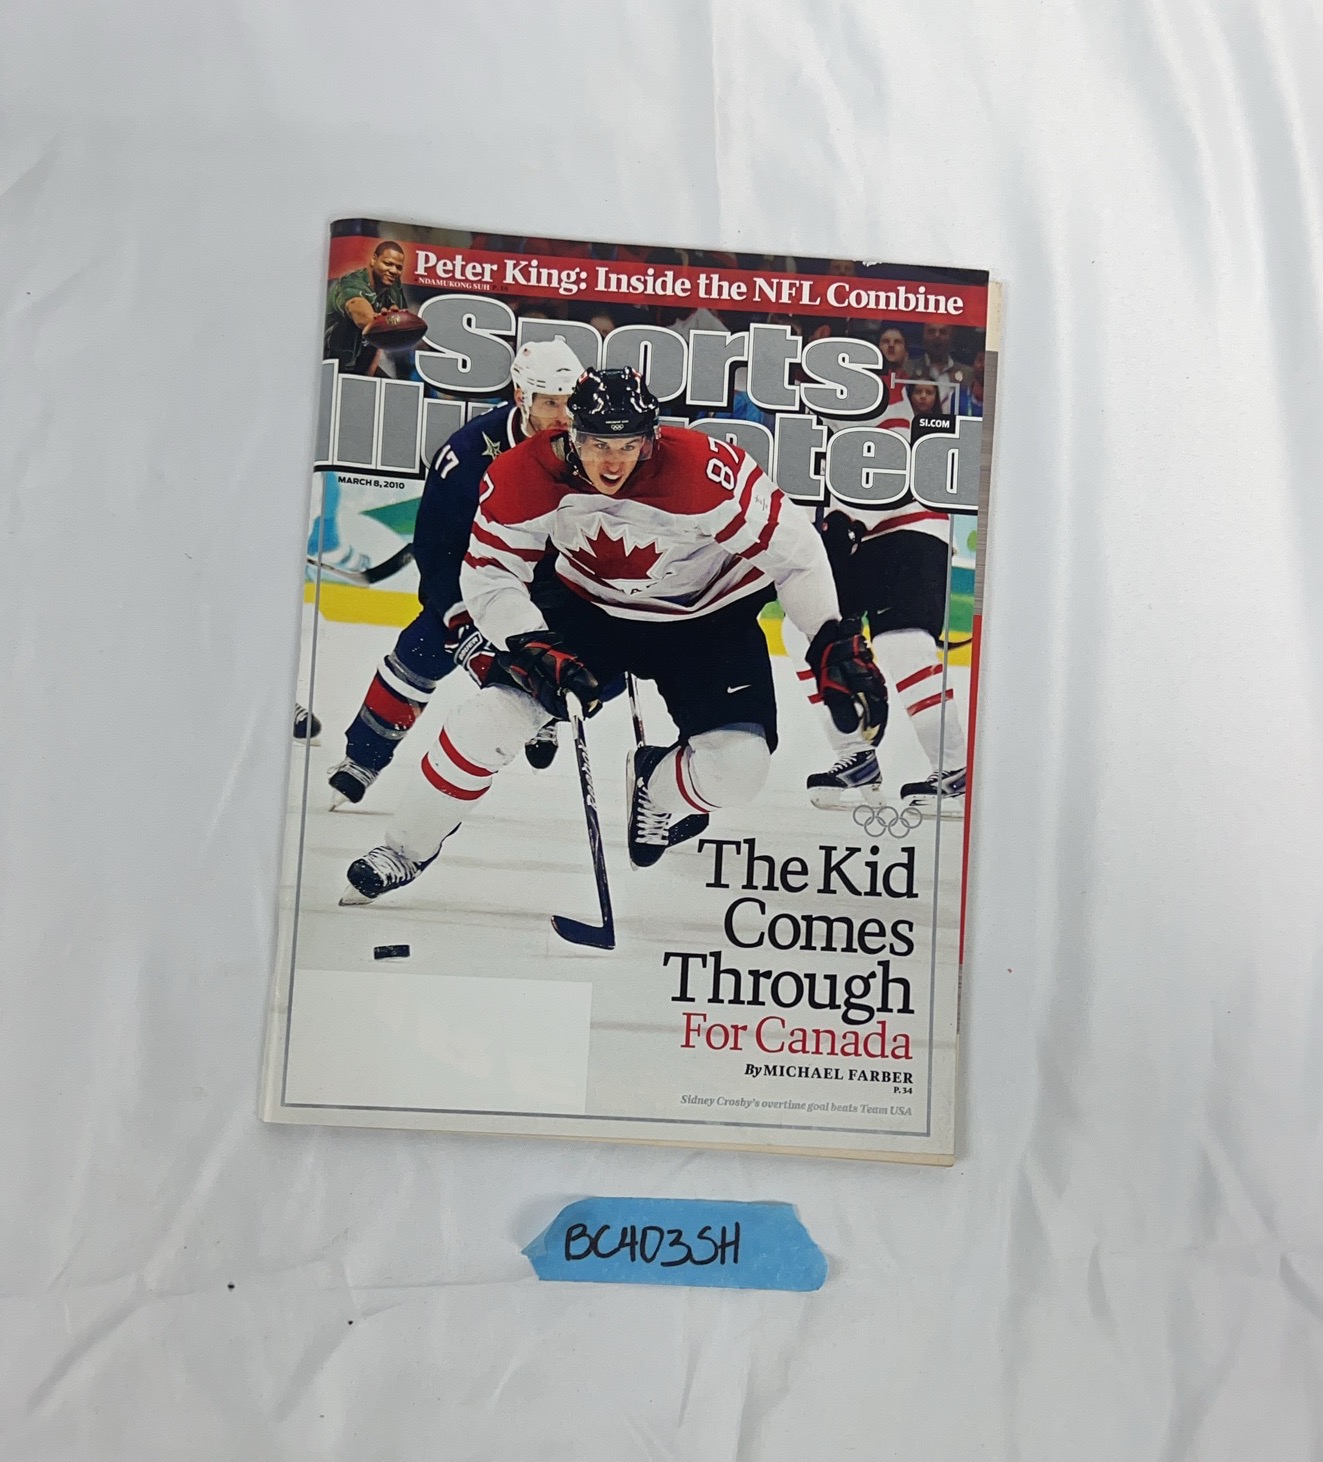 Peter King: Inside the NFL Combine
NDAMUKONG SUH
Sports
Illustrated
SI.COM
MARCH 8, 2010
17
87
The Kid
Comes
Through
For Canada
By MICHAEL FARBER
P. 34
Sidney Crosby's overtime goal beats Team USA
BC403SH